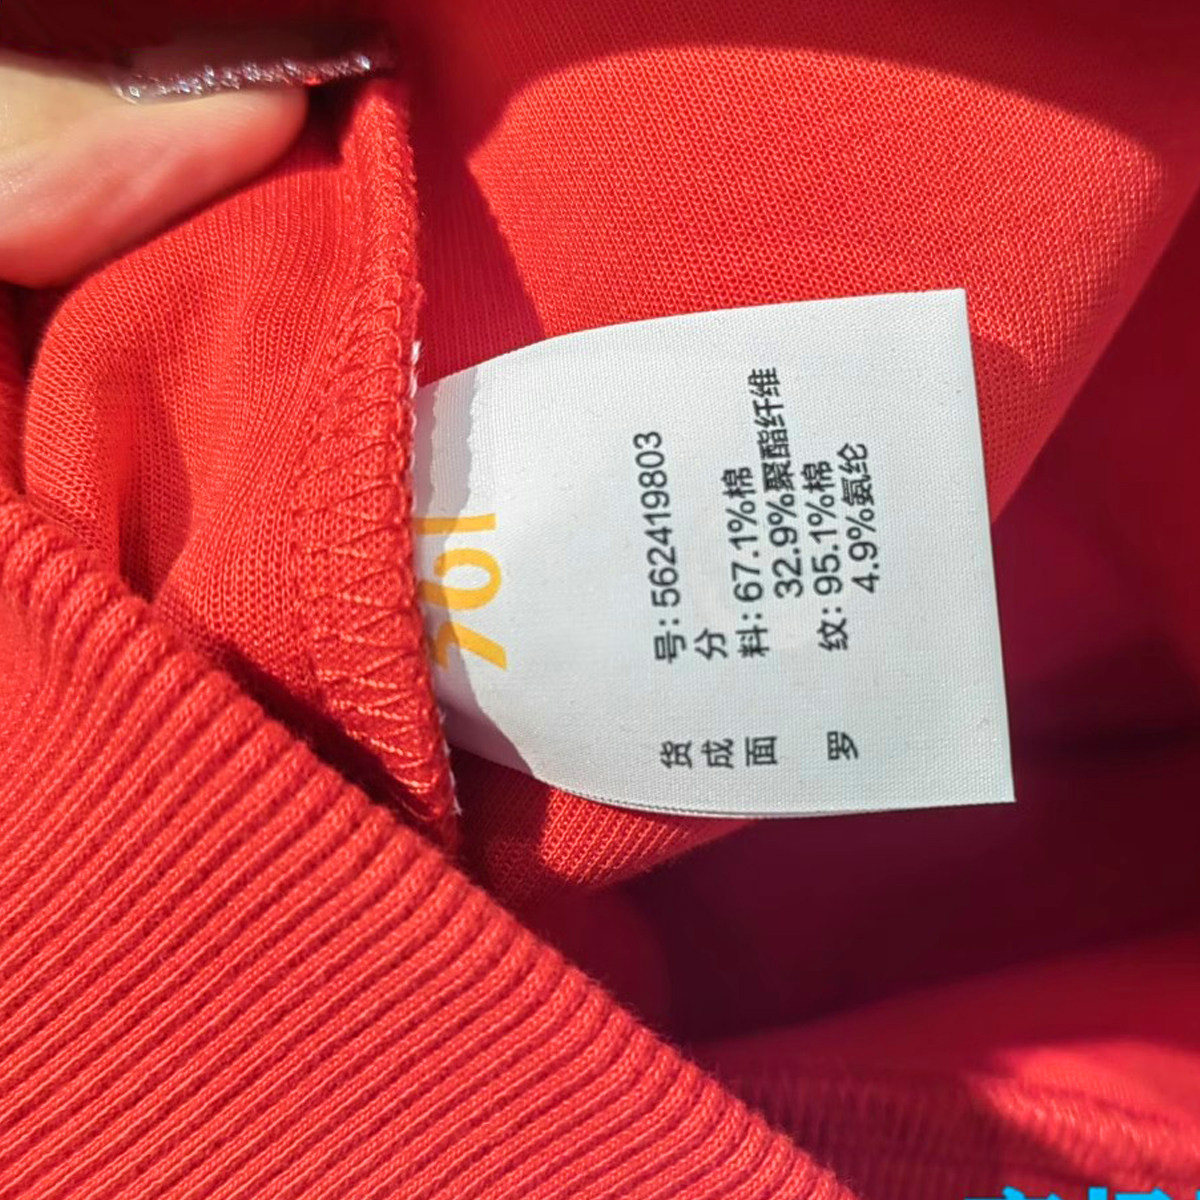 361
货号:562419803
成分
面料:67.1%棉
32.9%聚酯纤维
罗纹:95.1%棉
4.9%氨纶